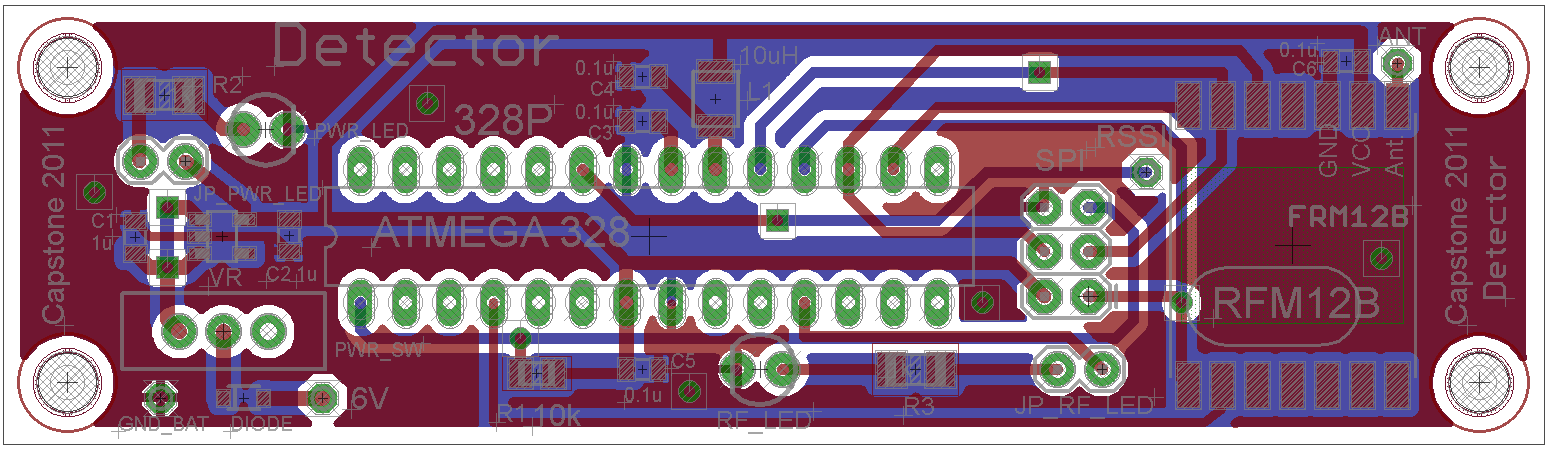 Detector
ANT
10uH
0.1u
C6
0.1u
C4
L1
R2
0.1u
C3
328P
PWR_LED
RSSI
SPI
GND
VCC
Ant.
Capstone 2011
JP_PWR_LED
C1
1u
ATMEGA 328
FRM12B
Capstone 2011
Detector
VR
C2
.1u
RFM12B
PWR_SW
C5
0.1u
6V
R1
10k
RF_LED
R3
JP_RF_LED
GND_BAT
DIODE